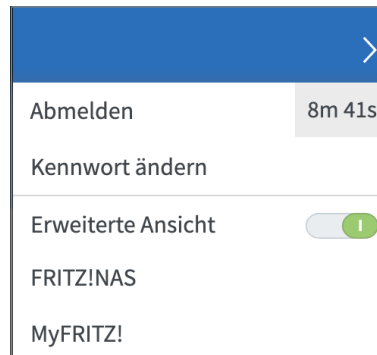 Abmelden 8m 41s
Kennwort ändern
Erweiterte Ansicht
FRITZ!NAS
MyFRITZ!